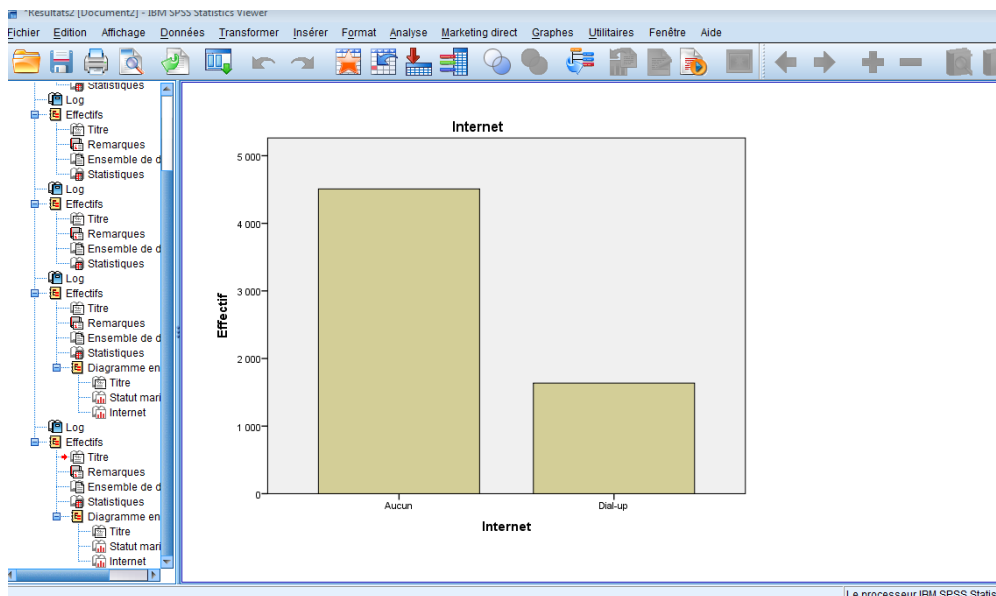 *Résultats2 [Document2] - IBM SPSS Statistics Viewer
Fichier Edition Affichage Données Transformer Insérer Format Analyse Marketing direct Graphes Utilitaires Fenêtre Aide
Statistiques
Log
Effectifs
Titre
Remarques
Ensemble de d
Statistiques
Log
Effectifs
Titre
Remarques
Ensemble de d
Statistiques
Log
Effectifs
Titre
Remarques
Ensemble de d
Statistiques
Diagramme en
Titre
Statut mari
Internet
Log
Effectifs
Titre
Remarques
Ensemble de d
Statistiques
Diagramme en
Titre
Statut mari
Internet
Internet
5 000
4 000
3 000
2 000
1 000
0
Effectif
Aucun Dial-up
Internet
Le processeur IBM SPSS Statis